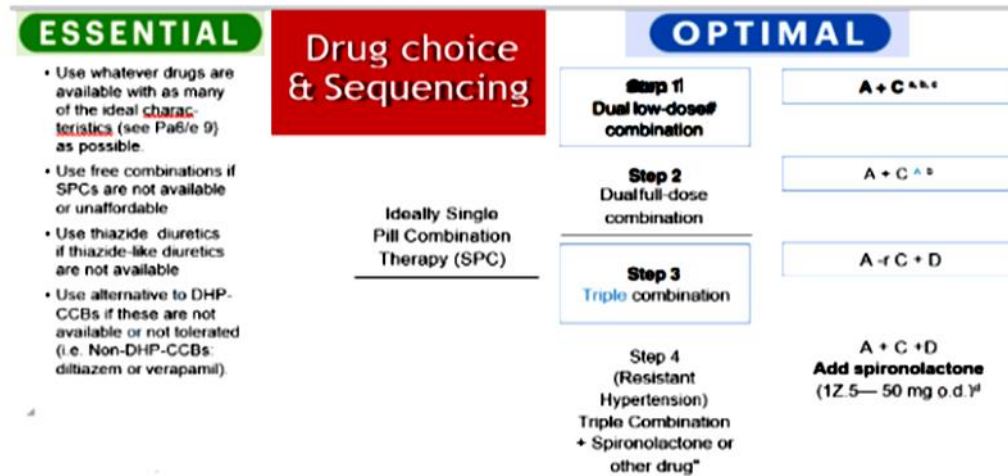 ESSENTIAL
• Use whatever drugs are
available with as many
of the ideal charac-
teristics (see Pa6/e 9}
as possible.
• Use free combinations if
SPCs are not available
or unaffordable
• Use thiazide diuretics
if thiazide-like diuretics
are not available
• Use alternative to DHP-
CCBs if these are not
available or not tolerated
(i.e. Non-DHP-CCBs:
diltiazem or verapamil).
Drug choice
& Sequencing
Ideally Single
Pill Combination
Therapy (SPC)
OPTIMAL
Dual low-dose#
combination
Step 2
Dualfull-dose
combination
Step 3
Triple combination
Step 4
(Resistant
Hypertension)
Triple Combination
+ Spironolactone or
other drug"
A + C a, b, c
A + C A b
A -r C + D
A + C +D
Add spironolactone
(1Z.5— 50 mg o.d.)d